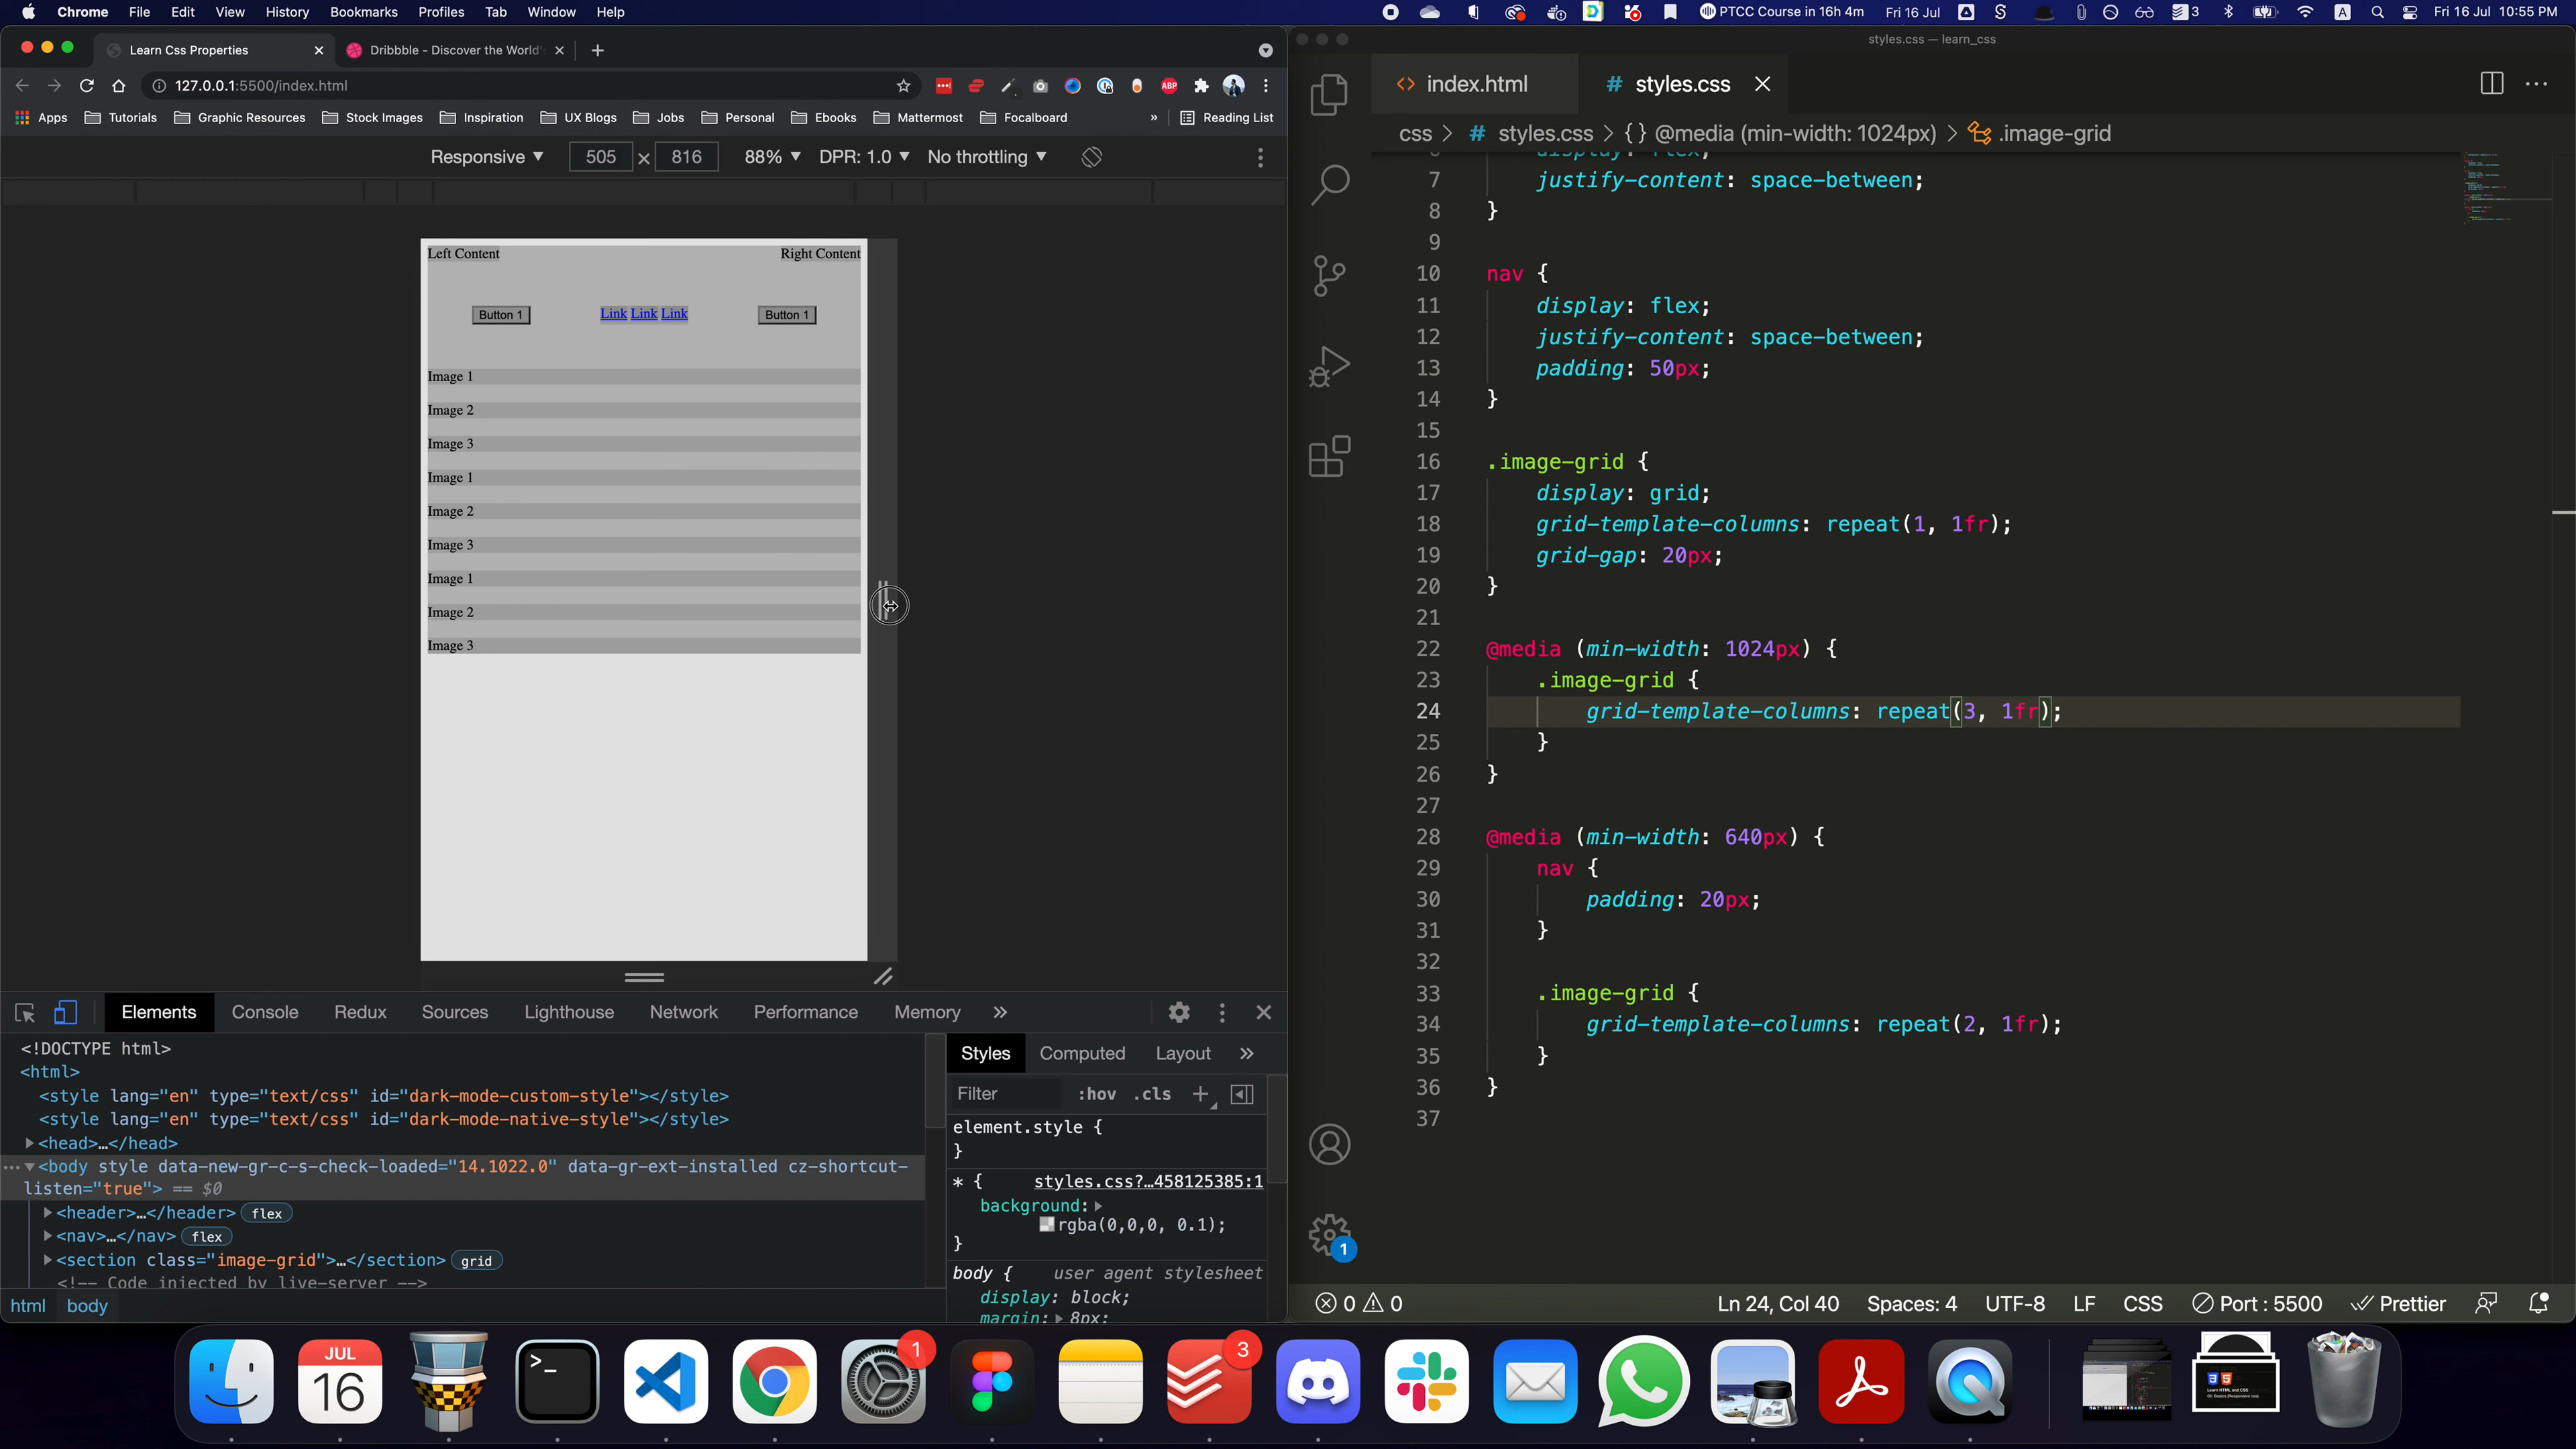 Chrome File Edit View History Bookmarks Profiles Tab Window Help
3 PTCC Course in 16h 4m Fri 16 Jul A Fri 16 Jul 10:55 PM
Learn Css Properties Dribbble - Discover the World'
127.0.0.1:5500/index.html
ABP
Apps Tutorials Graphic Resources Stock Images Inspiration UX Blogs Jobs Personal Ebooks Mattermost Focalboard » Reading List
Responsive 505 × 816 88% DPR: 1.0 No throttling
Left Content Right Content
Button 1 Link Link Link Button 1
Image 1
Image 2
Image 3
Image 1
Image 2
Image 3
Image 1
Image 2
Image 3
Elements Console Redux Sources Lighthouse Network Performance Memory »
<!DOCTYPE html>
<html>
<style lang="en" type="text/css" id="dark-mode-custom-style"></style>
<style lang="en" type="text/css" id="dark-mode-native-style"></style>
<head>…</head>
<body style data-new-gr-c-s-check-loaded="14.1022.0" data-gr-ext-installed cz-shortcut-
listen="true"> == $0
<header>…</header> flex
<nav>…</nav> flex
<section class="image-grid">…</section> grid
<!-- Code injected by live-server -->
html body
Styles Computed Layout »
Filter :hov .cls +
element.style {
}
* { styles.css?…458125385:1
background:
rgba(0,0,0, 0.1);
}
body { user agent stylesheet
display: block;
margin: 8px;
styles.css — learn_css
index.html # styles.css
css > # styles.css > {} @media (min-width: 1024px) > .image-grid
6 display: flex;
7 justify-content: space-between;
8 }
9
10 nav {
11 display: flex;
12 justify-content: space-between;
13 padding: 50px;
14 }
15
16 .image-grid {
17 display: grid;
18 grid-template-columns: repeat(1, 1fr);
19 grid-gap: 20px;
20 }
21
22 @media (min-width: 1024px) {
23 .image-grid {
24 grid-template-columns: repeat(3, 1fr);
25 }
26 }
27
28 @media (min-width: 640px) {
29 nav {
30 padding: 20px;
31 }
32
33 .image-grid {
34 grid-template-columns: repeat(2, 1fr);
35 }
36 }
37
1
0 0 Ln 24, Col 40 Spaces: 4 UTF-8 LF CSS Port : 5500 Prettier
JUL
16
1
3
Learn HTML and CSS